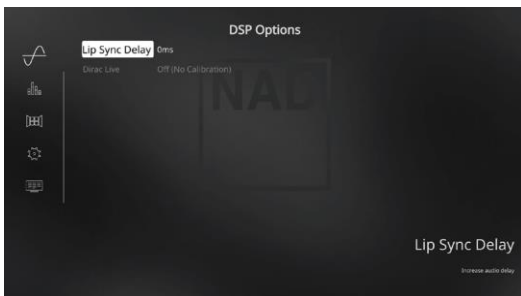 DSP Options
Lip Sync Delay 0ms
Dirac Live Off (No Calibration)
NAD
Lip Sync Delay
Increase audio delay